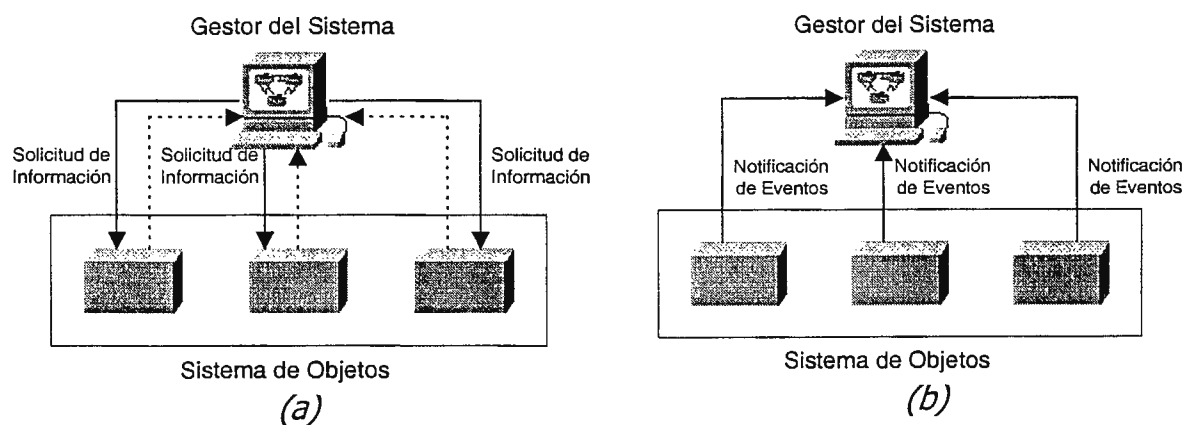 Gestor del Sistema
Solicitud de
Información
Solicitud de
Información
Solicitud de
Información
Sistema de Objetos
(a)
Gestor del Sistema
Notificación
de Eventos
Notificación
de Eventos
Notificación
de Eventos
Sistema de Objetos
(b)